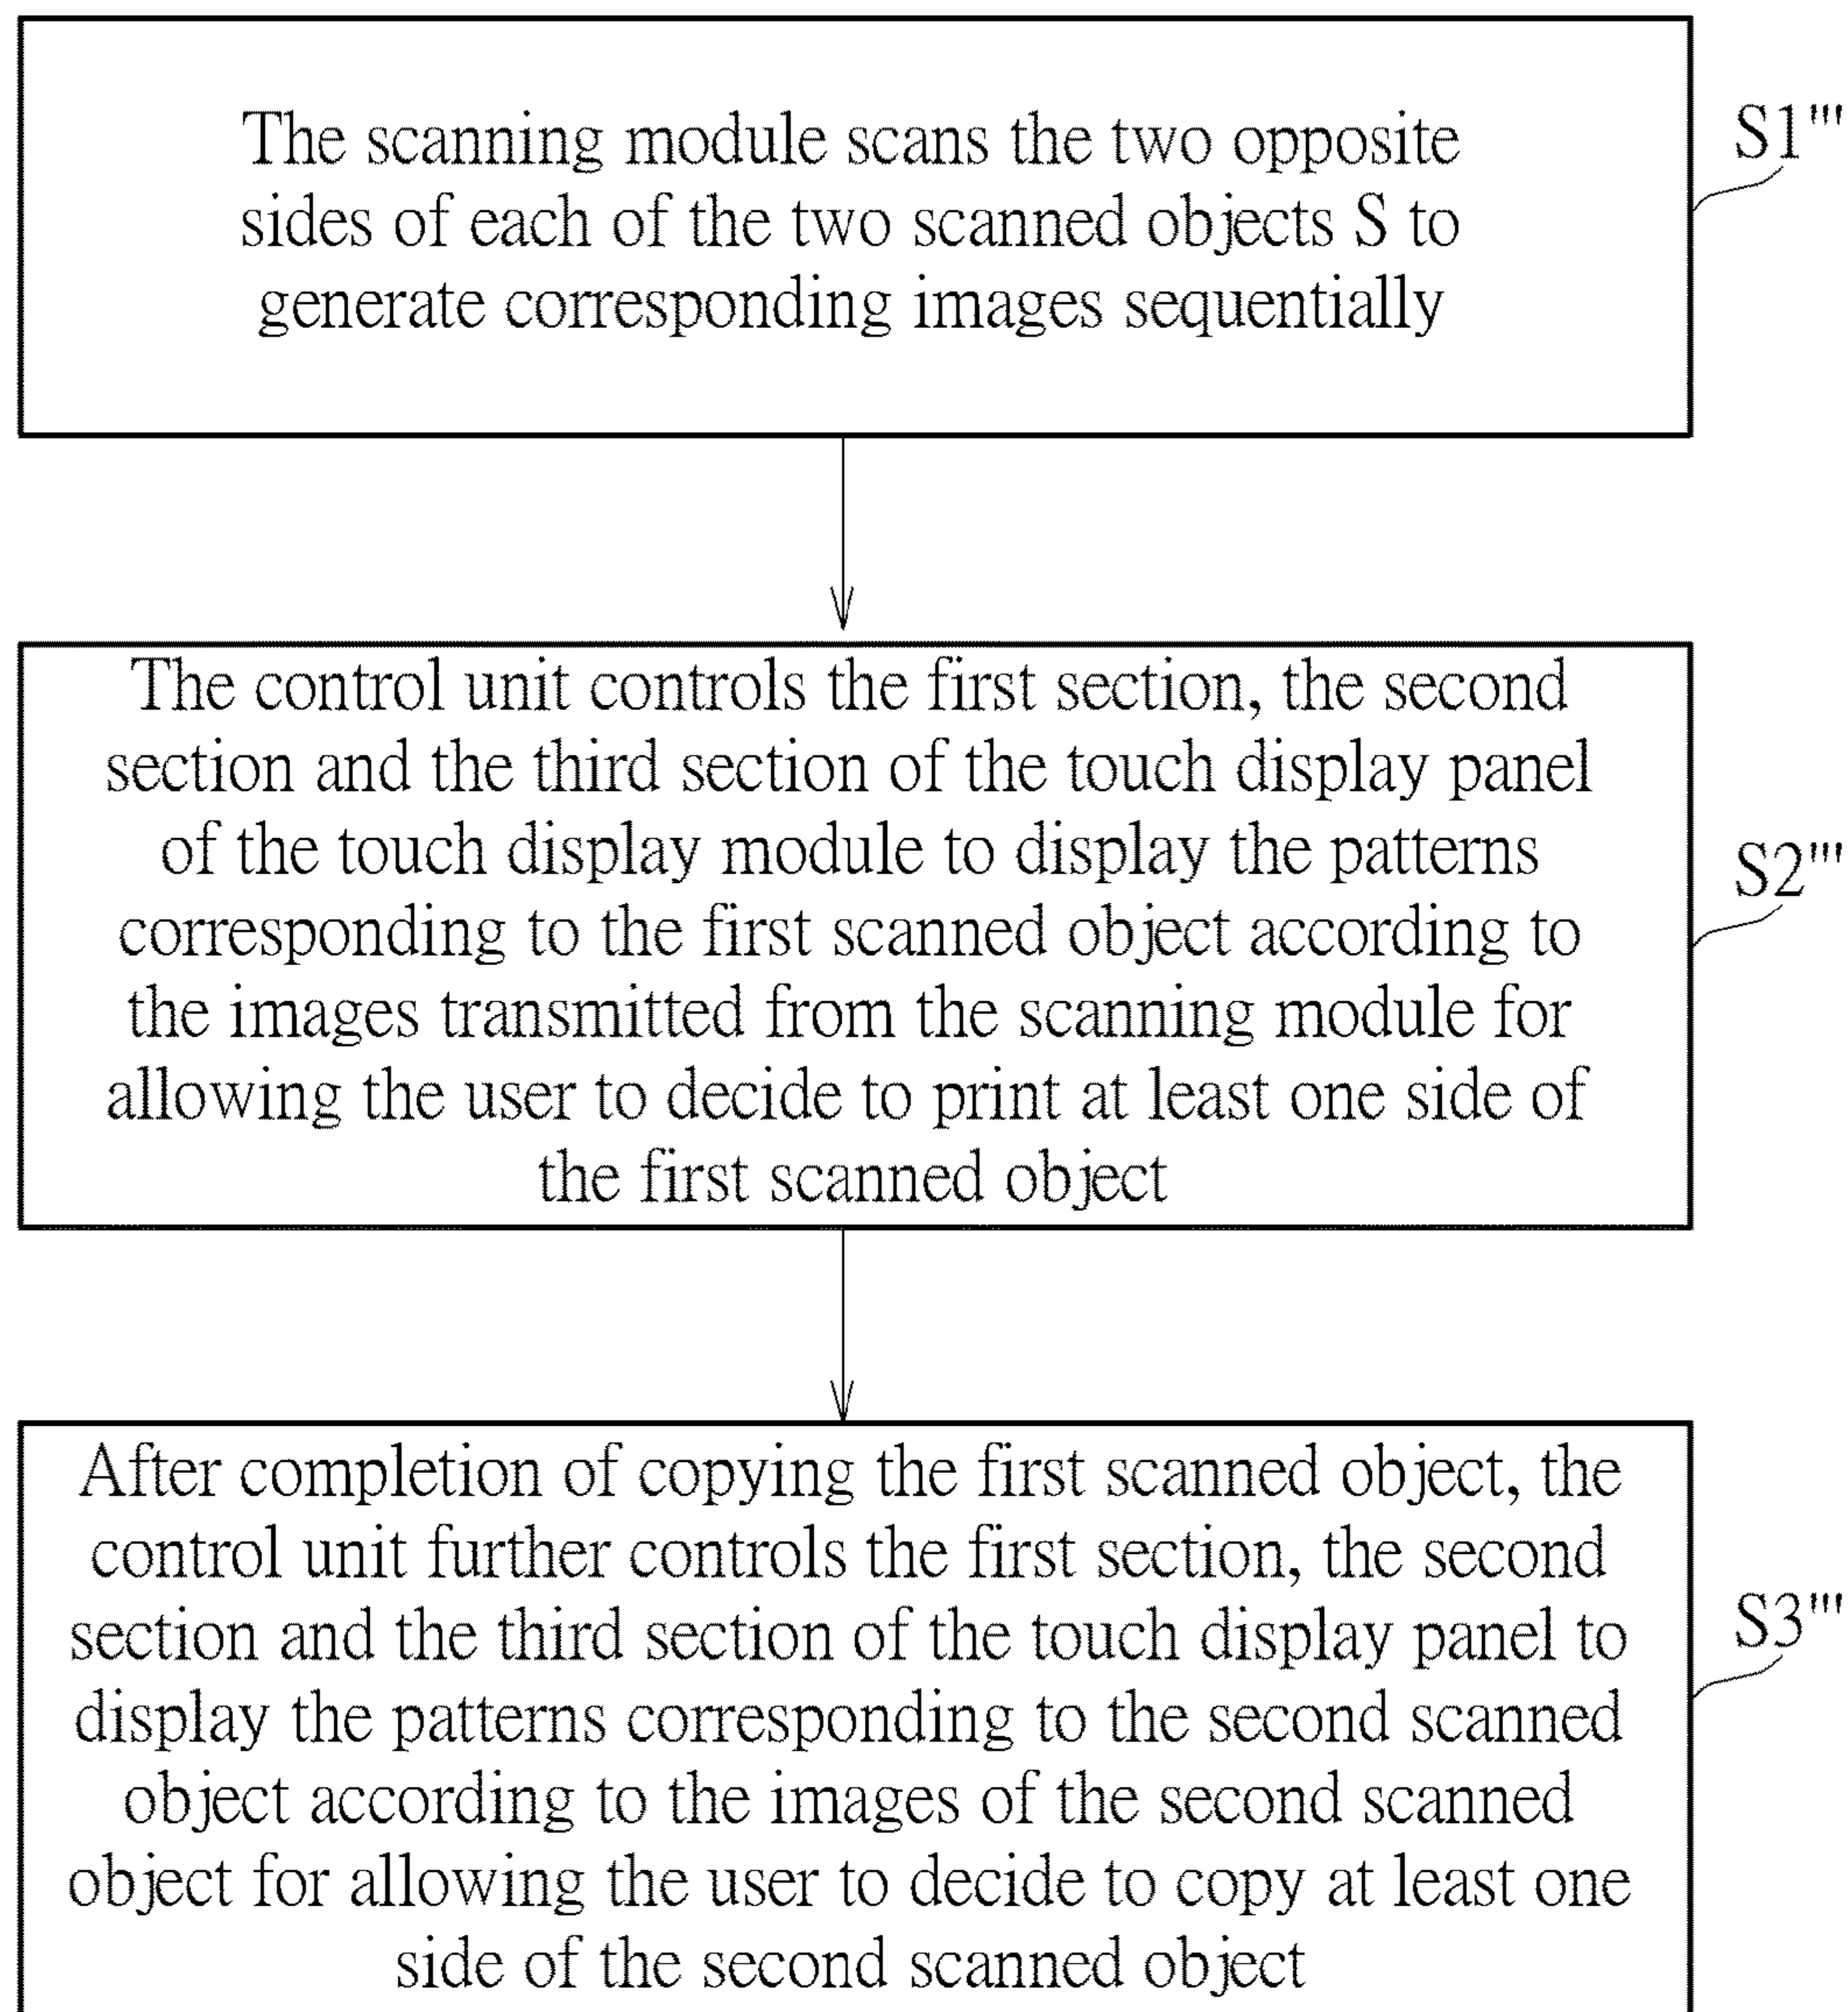 The scanning module scans the two opposite
sides of each of the two scanned objects S to
generate corresponding images sequentially
S1'''
The control unit controls the first section, the second
section and the third section of the touch display panel
of the touch display module to display the patterns
corresponding to the first scanned object according to
the images transmitted from the scanning module for
allowing the user to decide to print at least one side of
the first scanned object
S2'''
After completion of copying the first scanned object, the
control unit further controls the first section, the second
section and the third section of the touch display panel to
display the patterns corresponding to the second scanned
object according to the images of the second scanned
object for allowing the user to decide to copy at least one
side of the second scanned object
S3'''